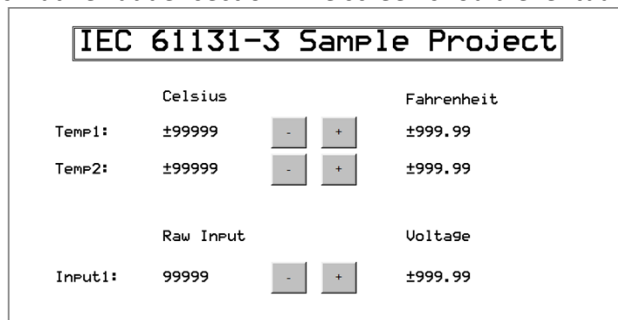 IEC 61131-3 Sample Project
Celsius Fahrenheit
Temp1: ±99999 - + ±999.99
Temp2: ±99999 - + ±999.99
Raw Input Voltage
Input1: 99999 - + ±999.99